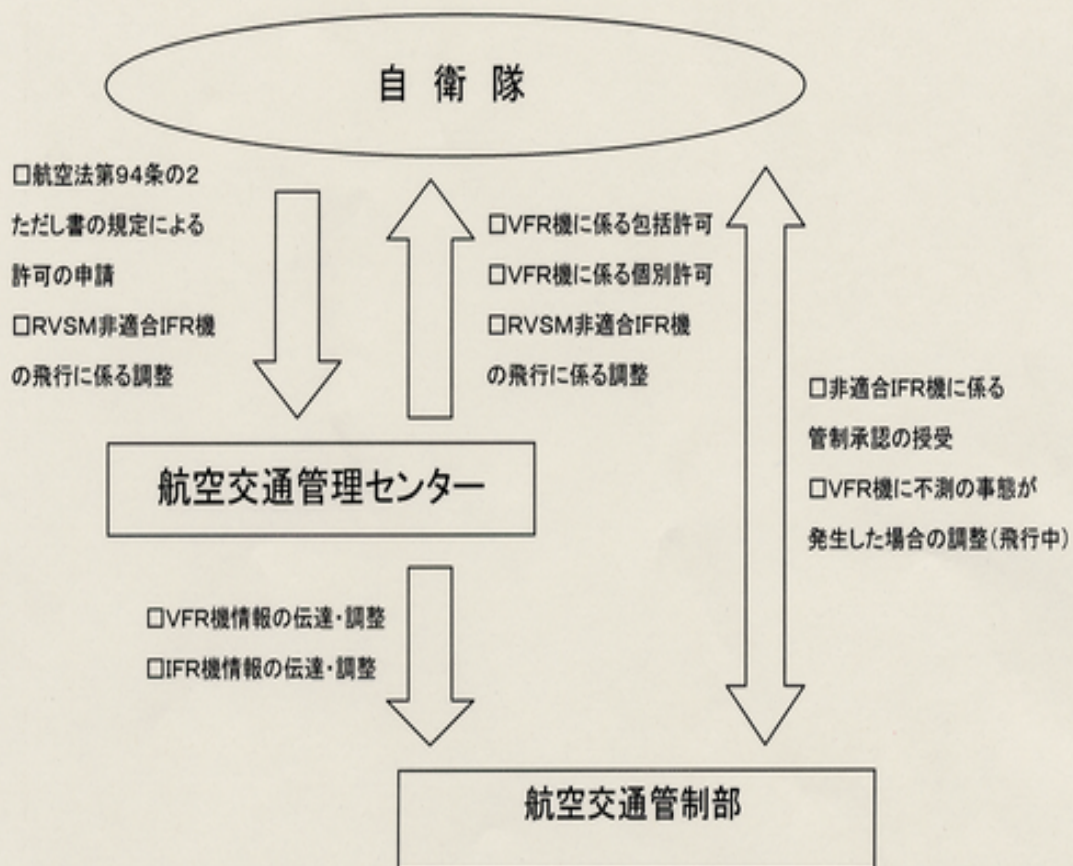 自衛隊
□航空法第94条の2
ただし書の規定による
許可の申請
□RVSM非適合IFR機
の飛行に係る調整
□VFR機に係る包括許可
□VFR機に係る個別許可
□RVSM非適合IFR機
の飛行に係る調整
□非適合IFR機に係る
管制承認の授受
□VFR機に不測の事態が
発生した場合の調整(飛行中)
航空交通管理センター
□VFR機情報の伝達・調整
□IFR機情報の伝達・調整
航空交通管制部